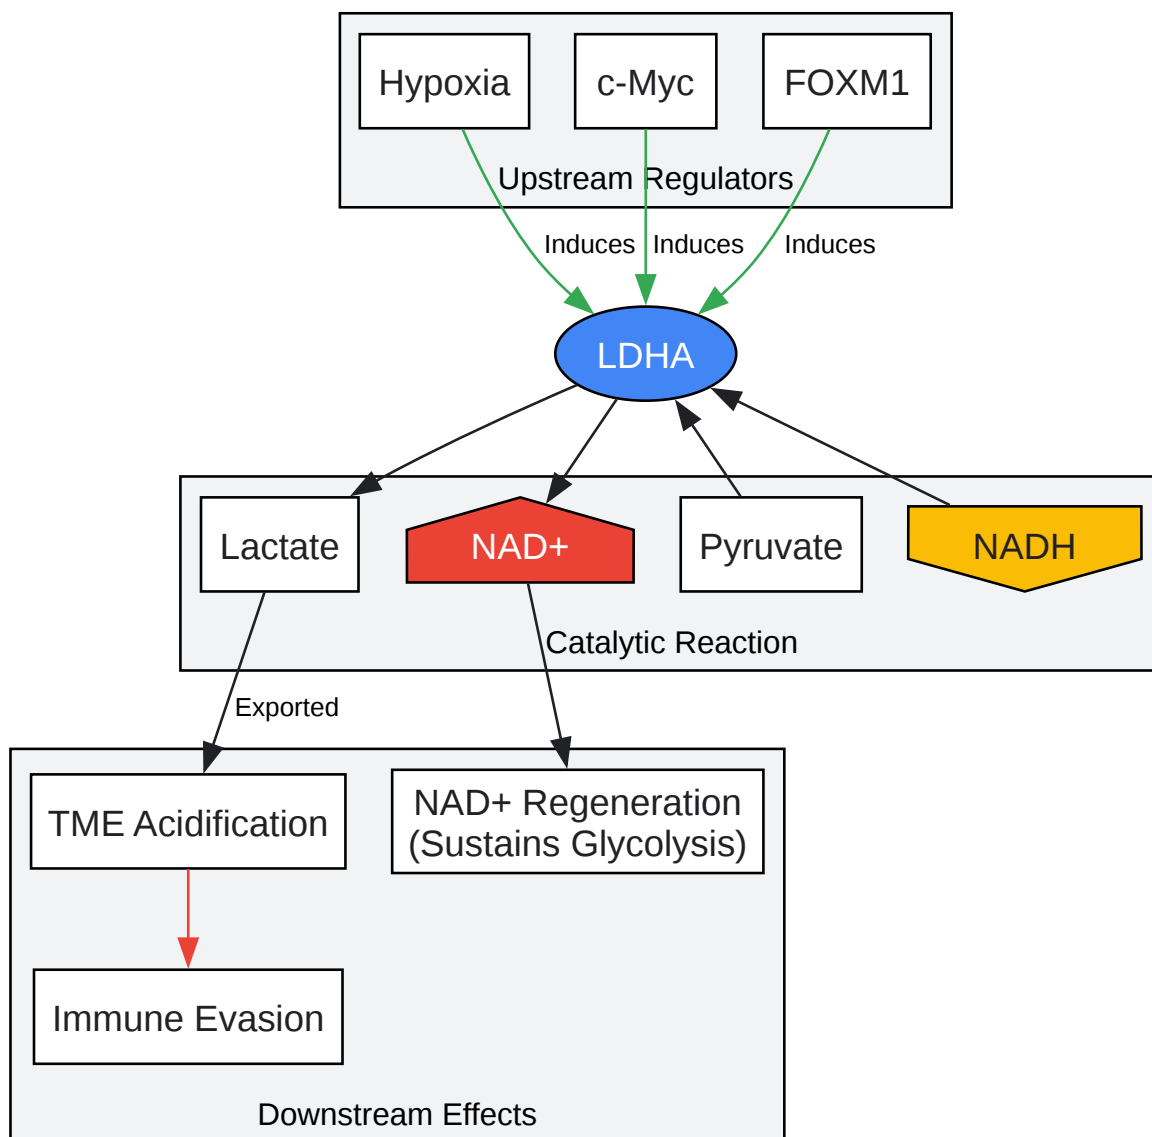 Hypoxia
c-Myc
FOXM1
Upstream Regulators
Induces
Induces
Induces
LDHA
Lactate
NAD+
Pyruvate
NADH
Catalytic Reaction
Exported
TME Acidification
NAD+ Regeneration
(Sustains Glycolysis)
Immune Evasion
Downstream Effects